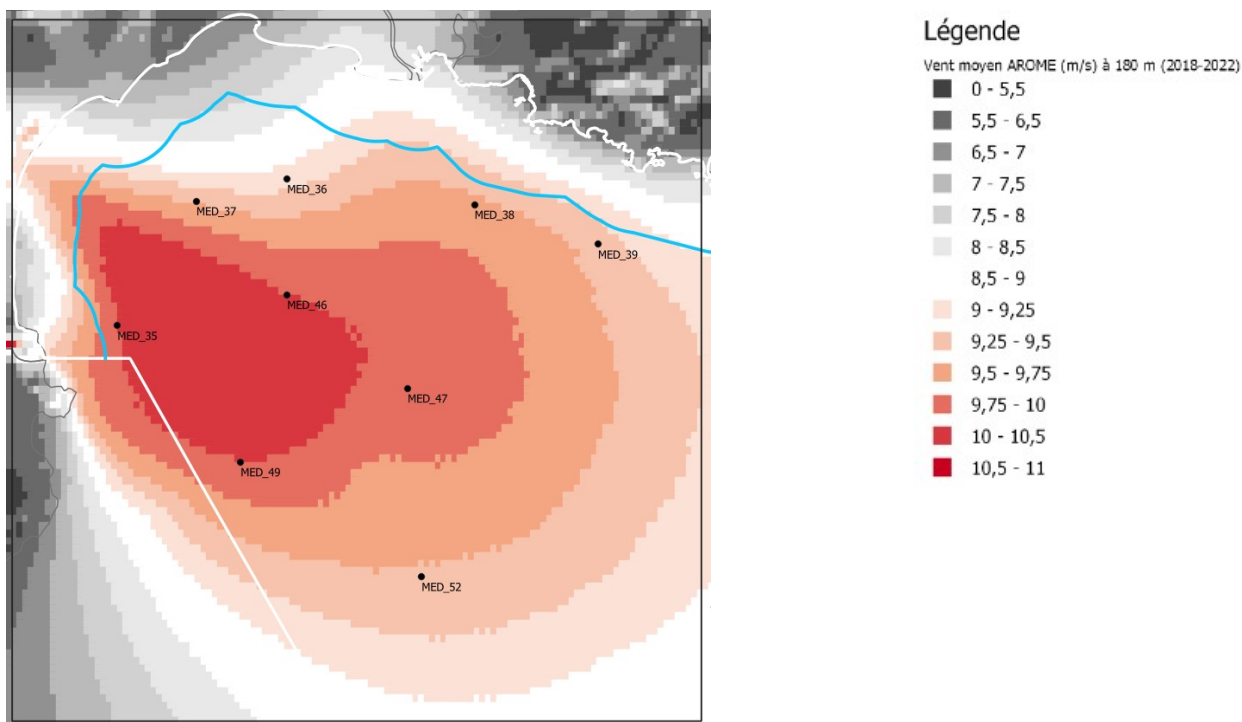 Légende
Vent moyen AROME (m/s) à 180 m (2018-2022)
0 - 5,5
5,5 - 6,5
6,5 - 7
7 - 7,5
7,5 - 8
8 - 8,5
8,5 - 9
9 - 9,25
9,25 - 9,5
9,5 - 9,75
9,75 - 10
10 - 10,5
10,5 - 11
MED_36
MED_37
MED_38
MED_39
MED_46
MED_35
MED_47
MED_49
MED_52